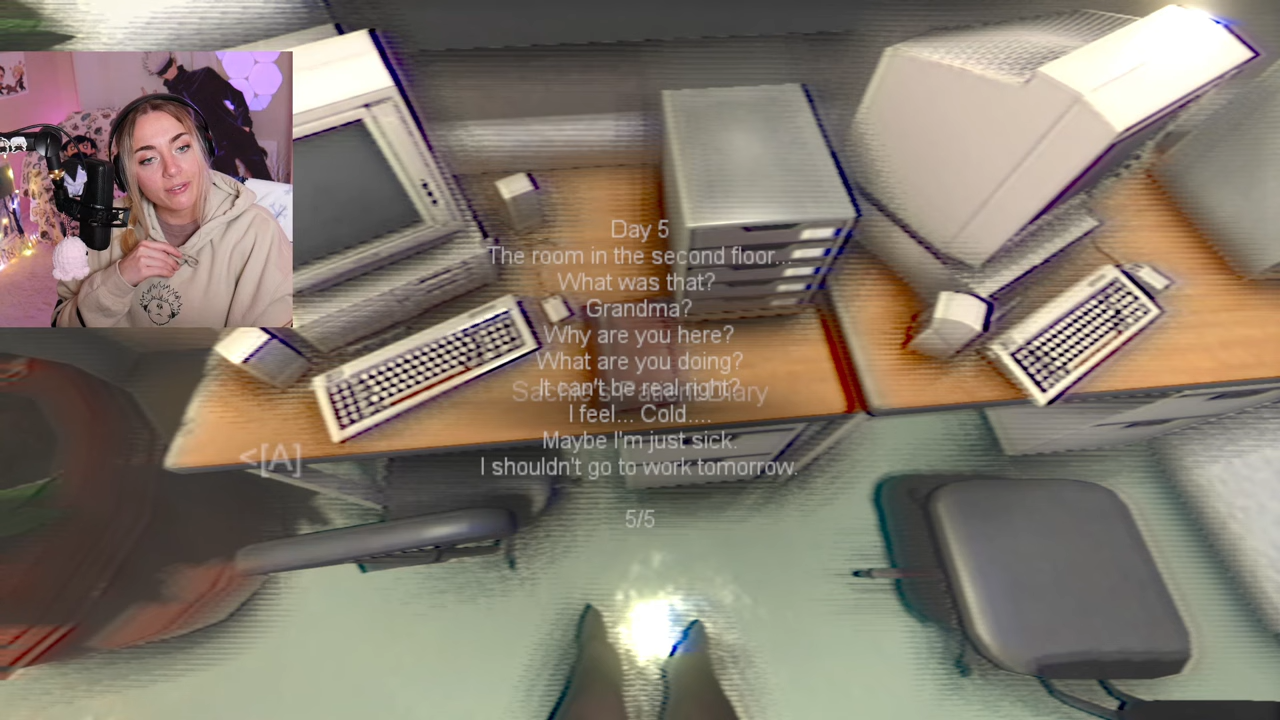 Day 5
The room in the second floor...
What was that?
Grandma?
Why are you here?
What are you doing?
It can't be real right?
Diary
I feel... Cold....
Maybe I'm just sick.
I shouldn't go to work tomorrow.
<[A]
5/5